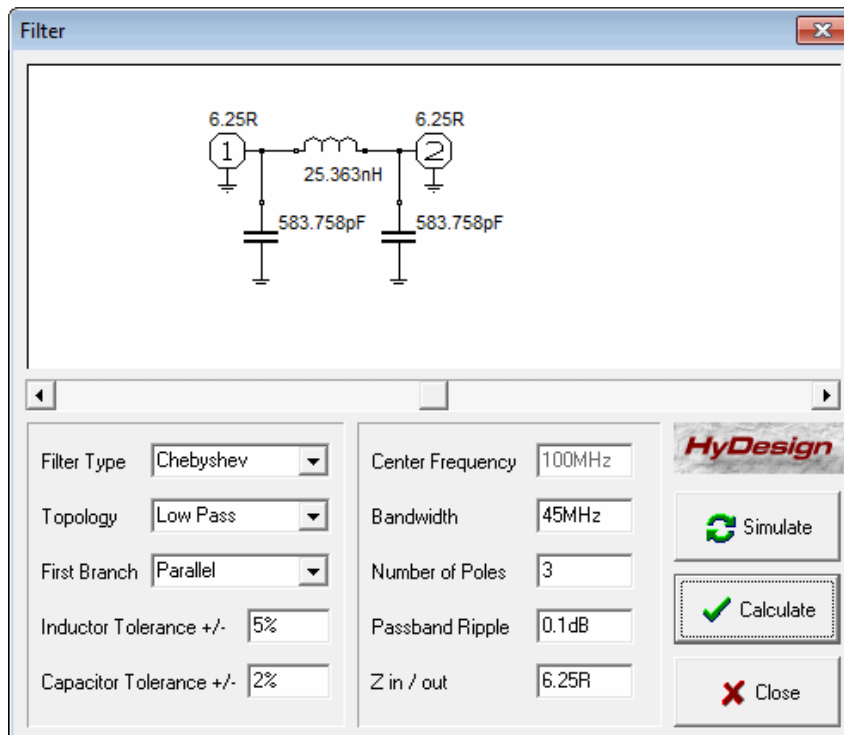 Filter
6.25R 6.25R
1 2
25.363nH
583.758pF 583.758pF
Filter Type Chebyshev
Topology Low Pass
First Branch Parallel
Inductor Tolerance +/- 5%
Capacitor Tolerance +/- 2%
Center Frequency 100MHz
Bandwidth 45MHz
Number of Poles 3
Passband Ripple 0.1dB
Z in / out 6.25R
HyDesign
Simulate
Calculate
Close